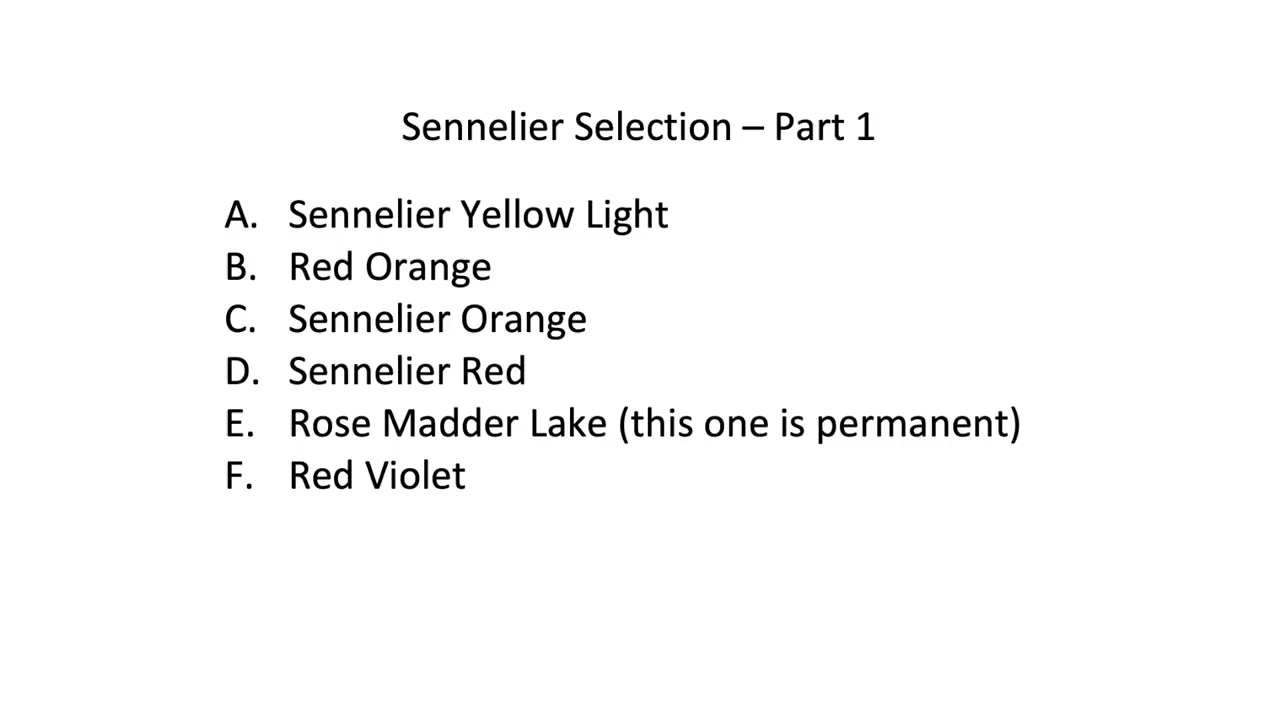 Sennelier Selection – Part 1
A. Sennelier Yellow Light
B. Red Orange
C. Sennelier Orange
D. Sennelier Red
E. Rose Madder Lake (this one is permanent)
F. Red Violet